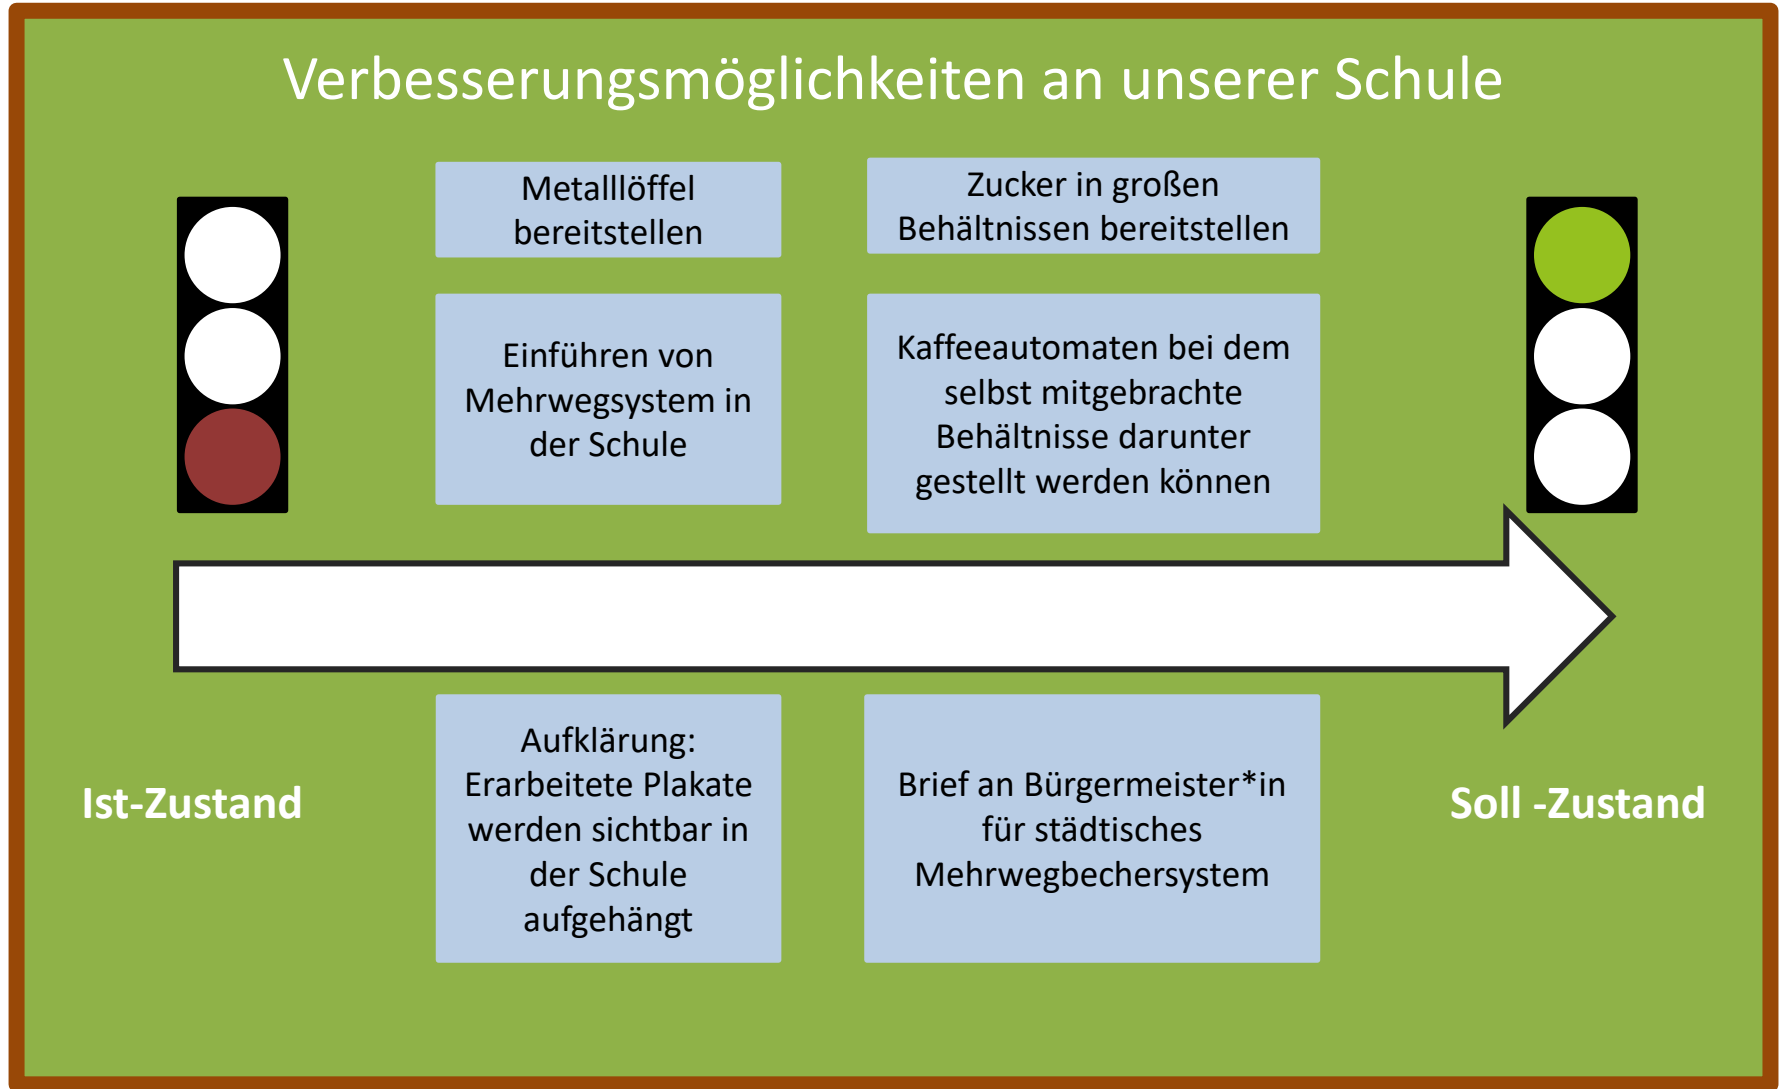 Verbesserungsmöglichkeiten an unserer Schule
Metalllöffel
bereitstellen
Zucker in großen
Behältnissen bereitstellen
Einführen von
Mehrwegsystem in
der Schule
Kaffeeautomaten bei dem
selbst mitgebrachte
Behältnisse darunter
gestellt werden können
Ist-Zustand
Aufklärung:
Erarbeitete Plakate
werden sichtbar in
der Schule
aufgehängt
Brief an Bürgermeister*in
für städtisches
Mehrwegbechersystem
Soll -Zustand